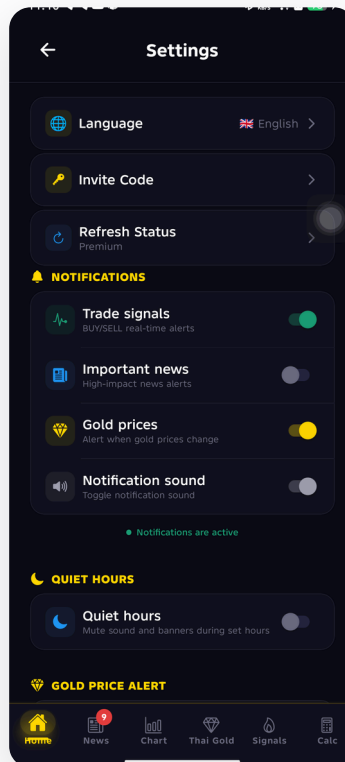 Settings
Language
English
Invite Code
Refresh Status
Premium
NOTIFICATIONS
Trade signals
BUY/SELL real-time alerts
Important news
High-impact news alerts
Gold prices
Alert when gold prices change
Notification sound
Toggle notification sound
Notifications are active
QUIET HOURS
Quiet hours
Mute sound and banners during set hours
GOLD PRICE ALERT
9
Home
News
Chart
Thai Gold
Signals
Calc